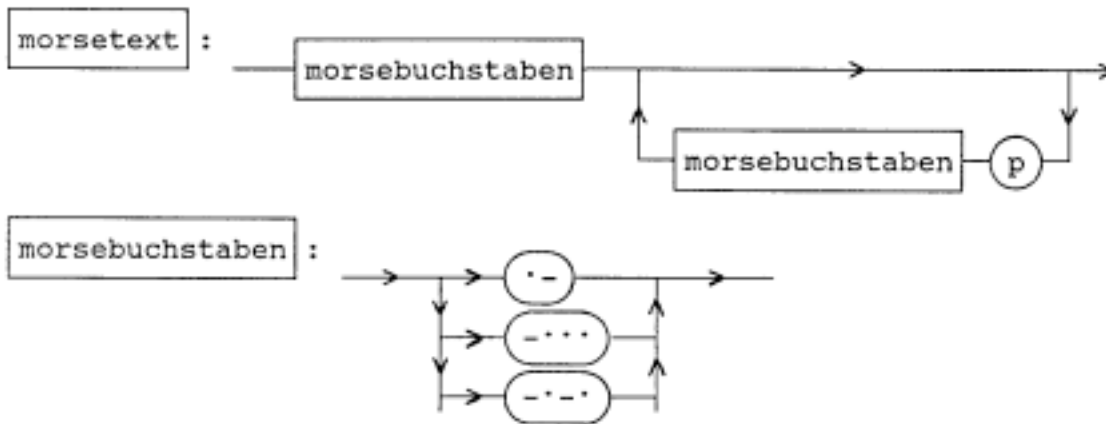 morsetext : morsebuchstaben
morsebuchstaben p
morsebuchstaben :
·-
-···
-·-·